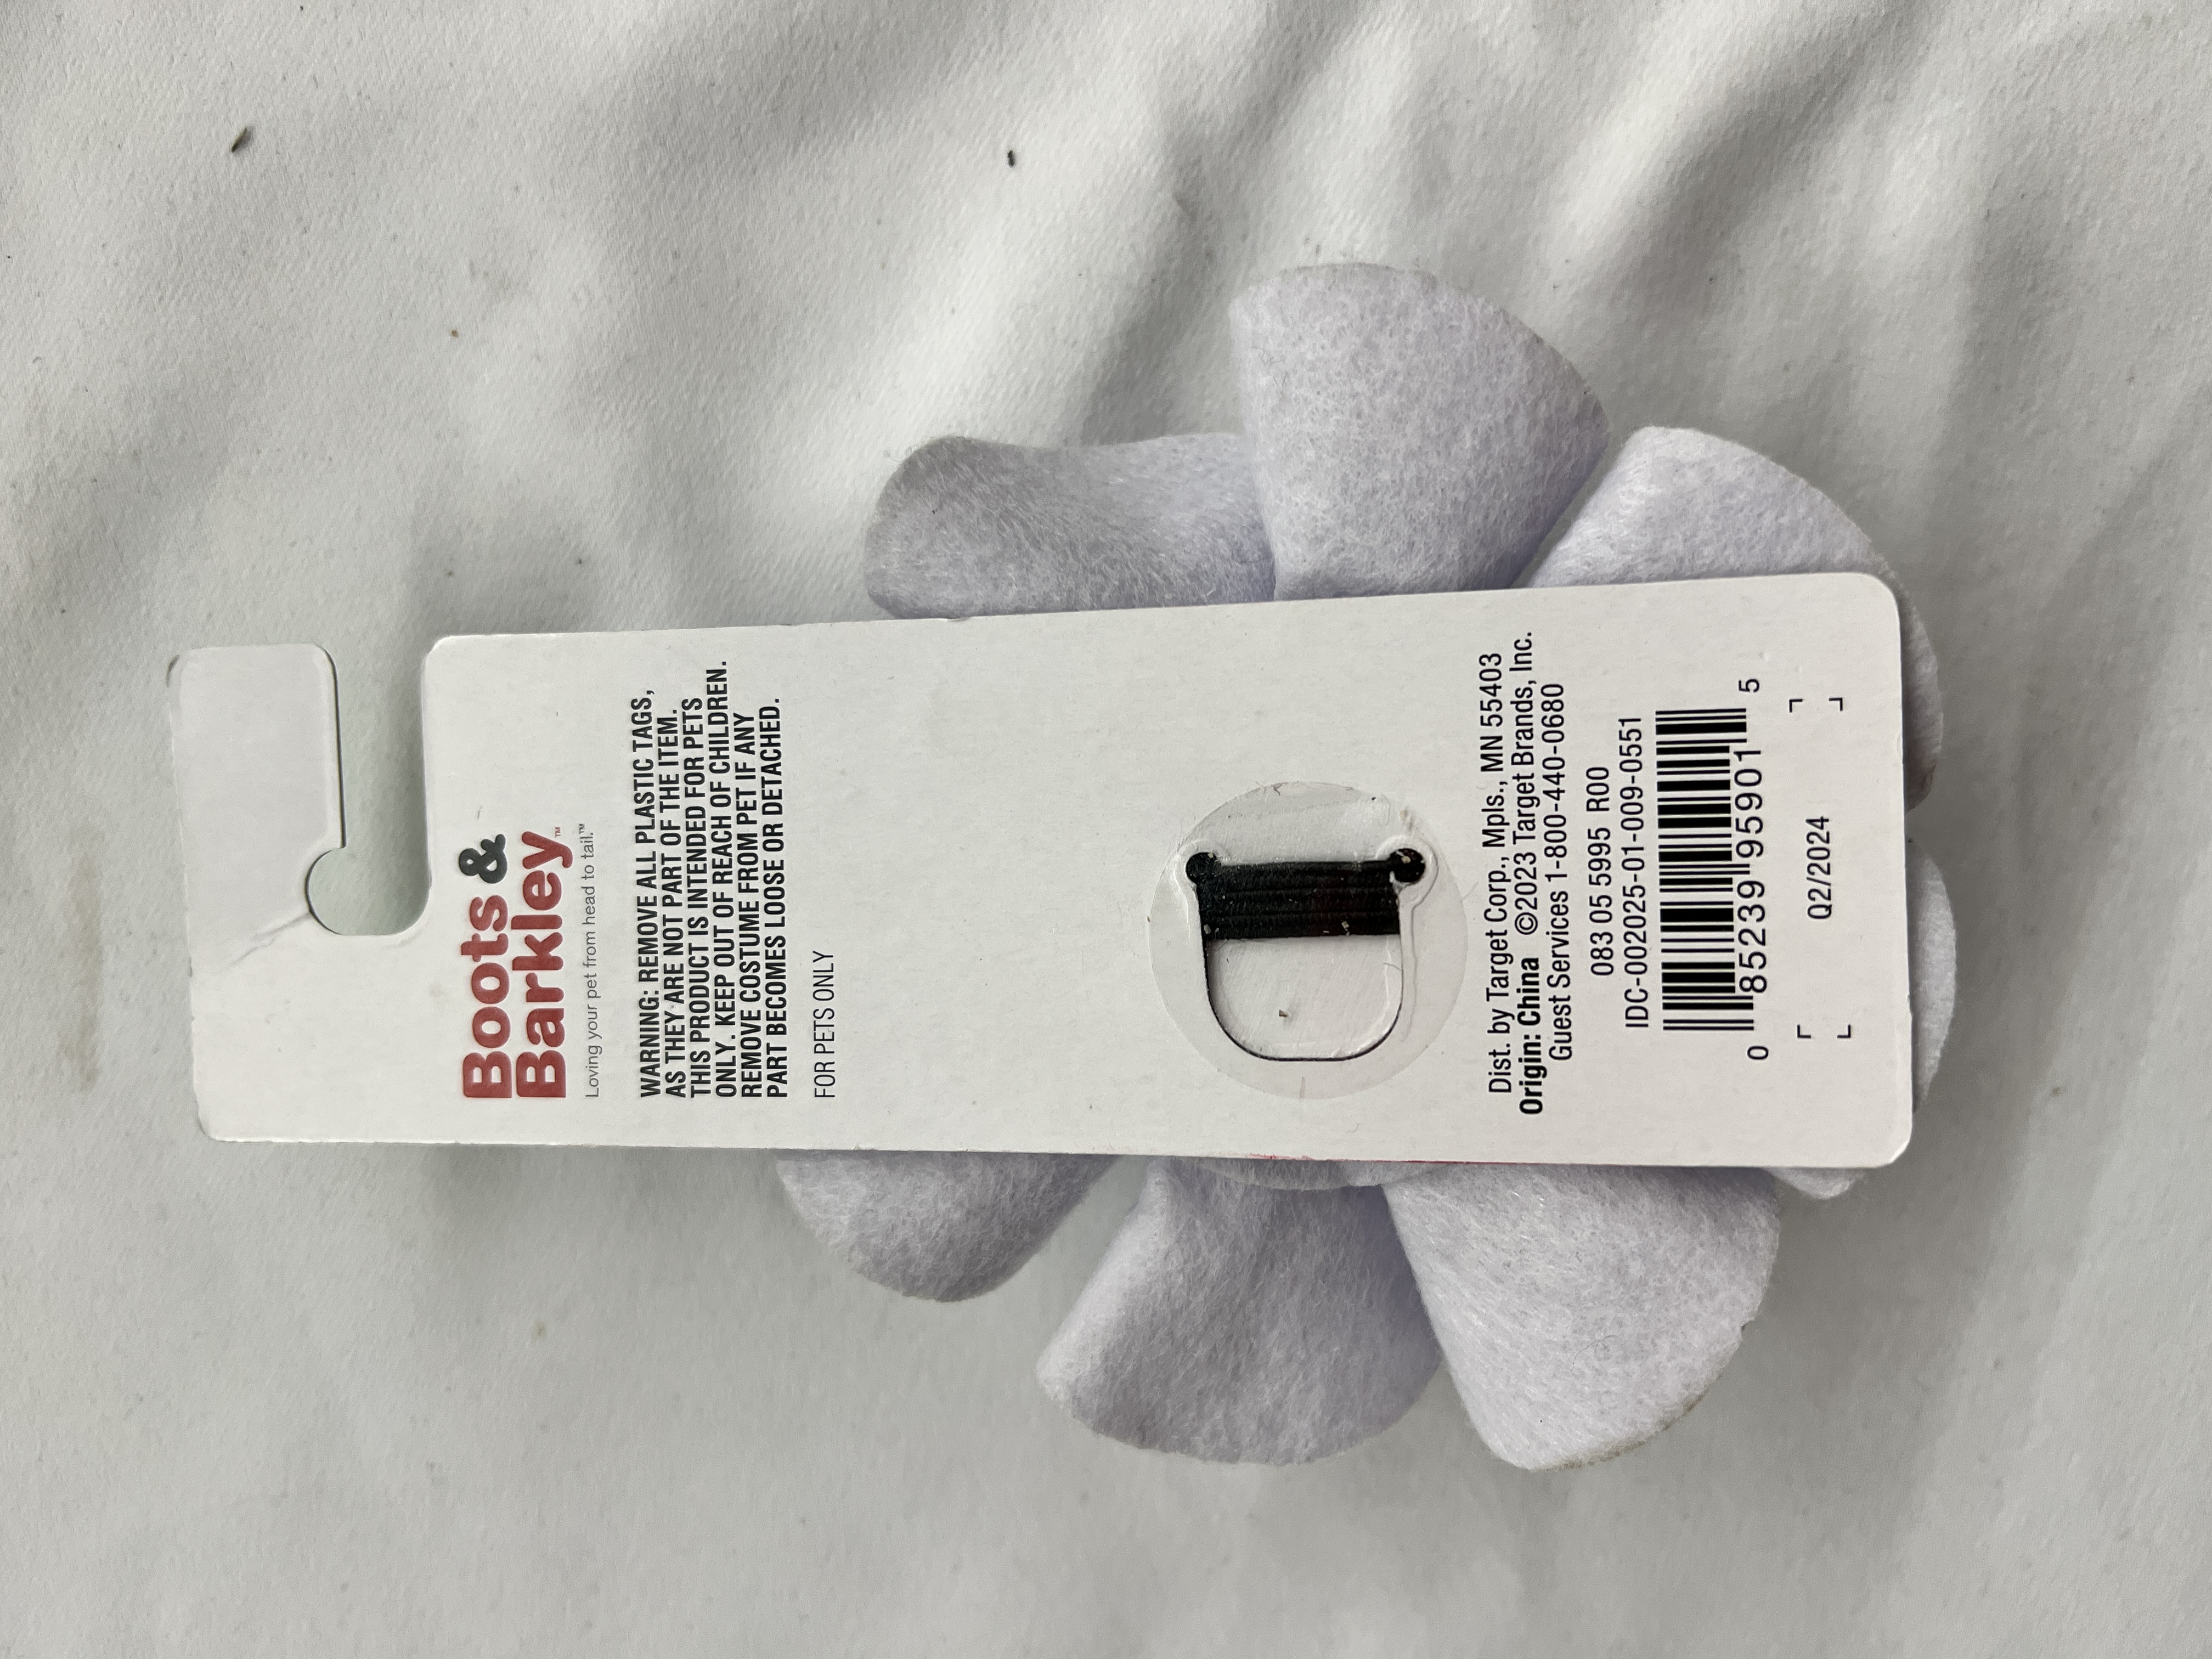 Boots &
Barkley™
Loving your pet from head to tail.™
WARNING: REMOVE ALL PLASTIC TAGS,
AS THEY ARE NOT PART OF THE ITEM.
THIS PRODUCT IS INTENDED FOR PETS
ONLY. KEEP OUT OF REACH OF CHILDREN.
REMOVE COSTUME FROM PET IF ANY
PART BECOMES LOOSE OR DETACHED.
FOR PETS ONLY
Dist. by Target Corp., Mpls., MN 55403
Origin: China ©2023 Target Brands, Inc.
Guest Services 1-800-440-0680
083 05 5995 R00
IDC-002025-01-009-0551
0 85239 95901 5
Q2/2024